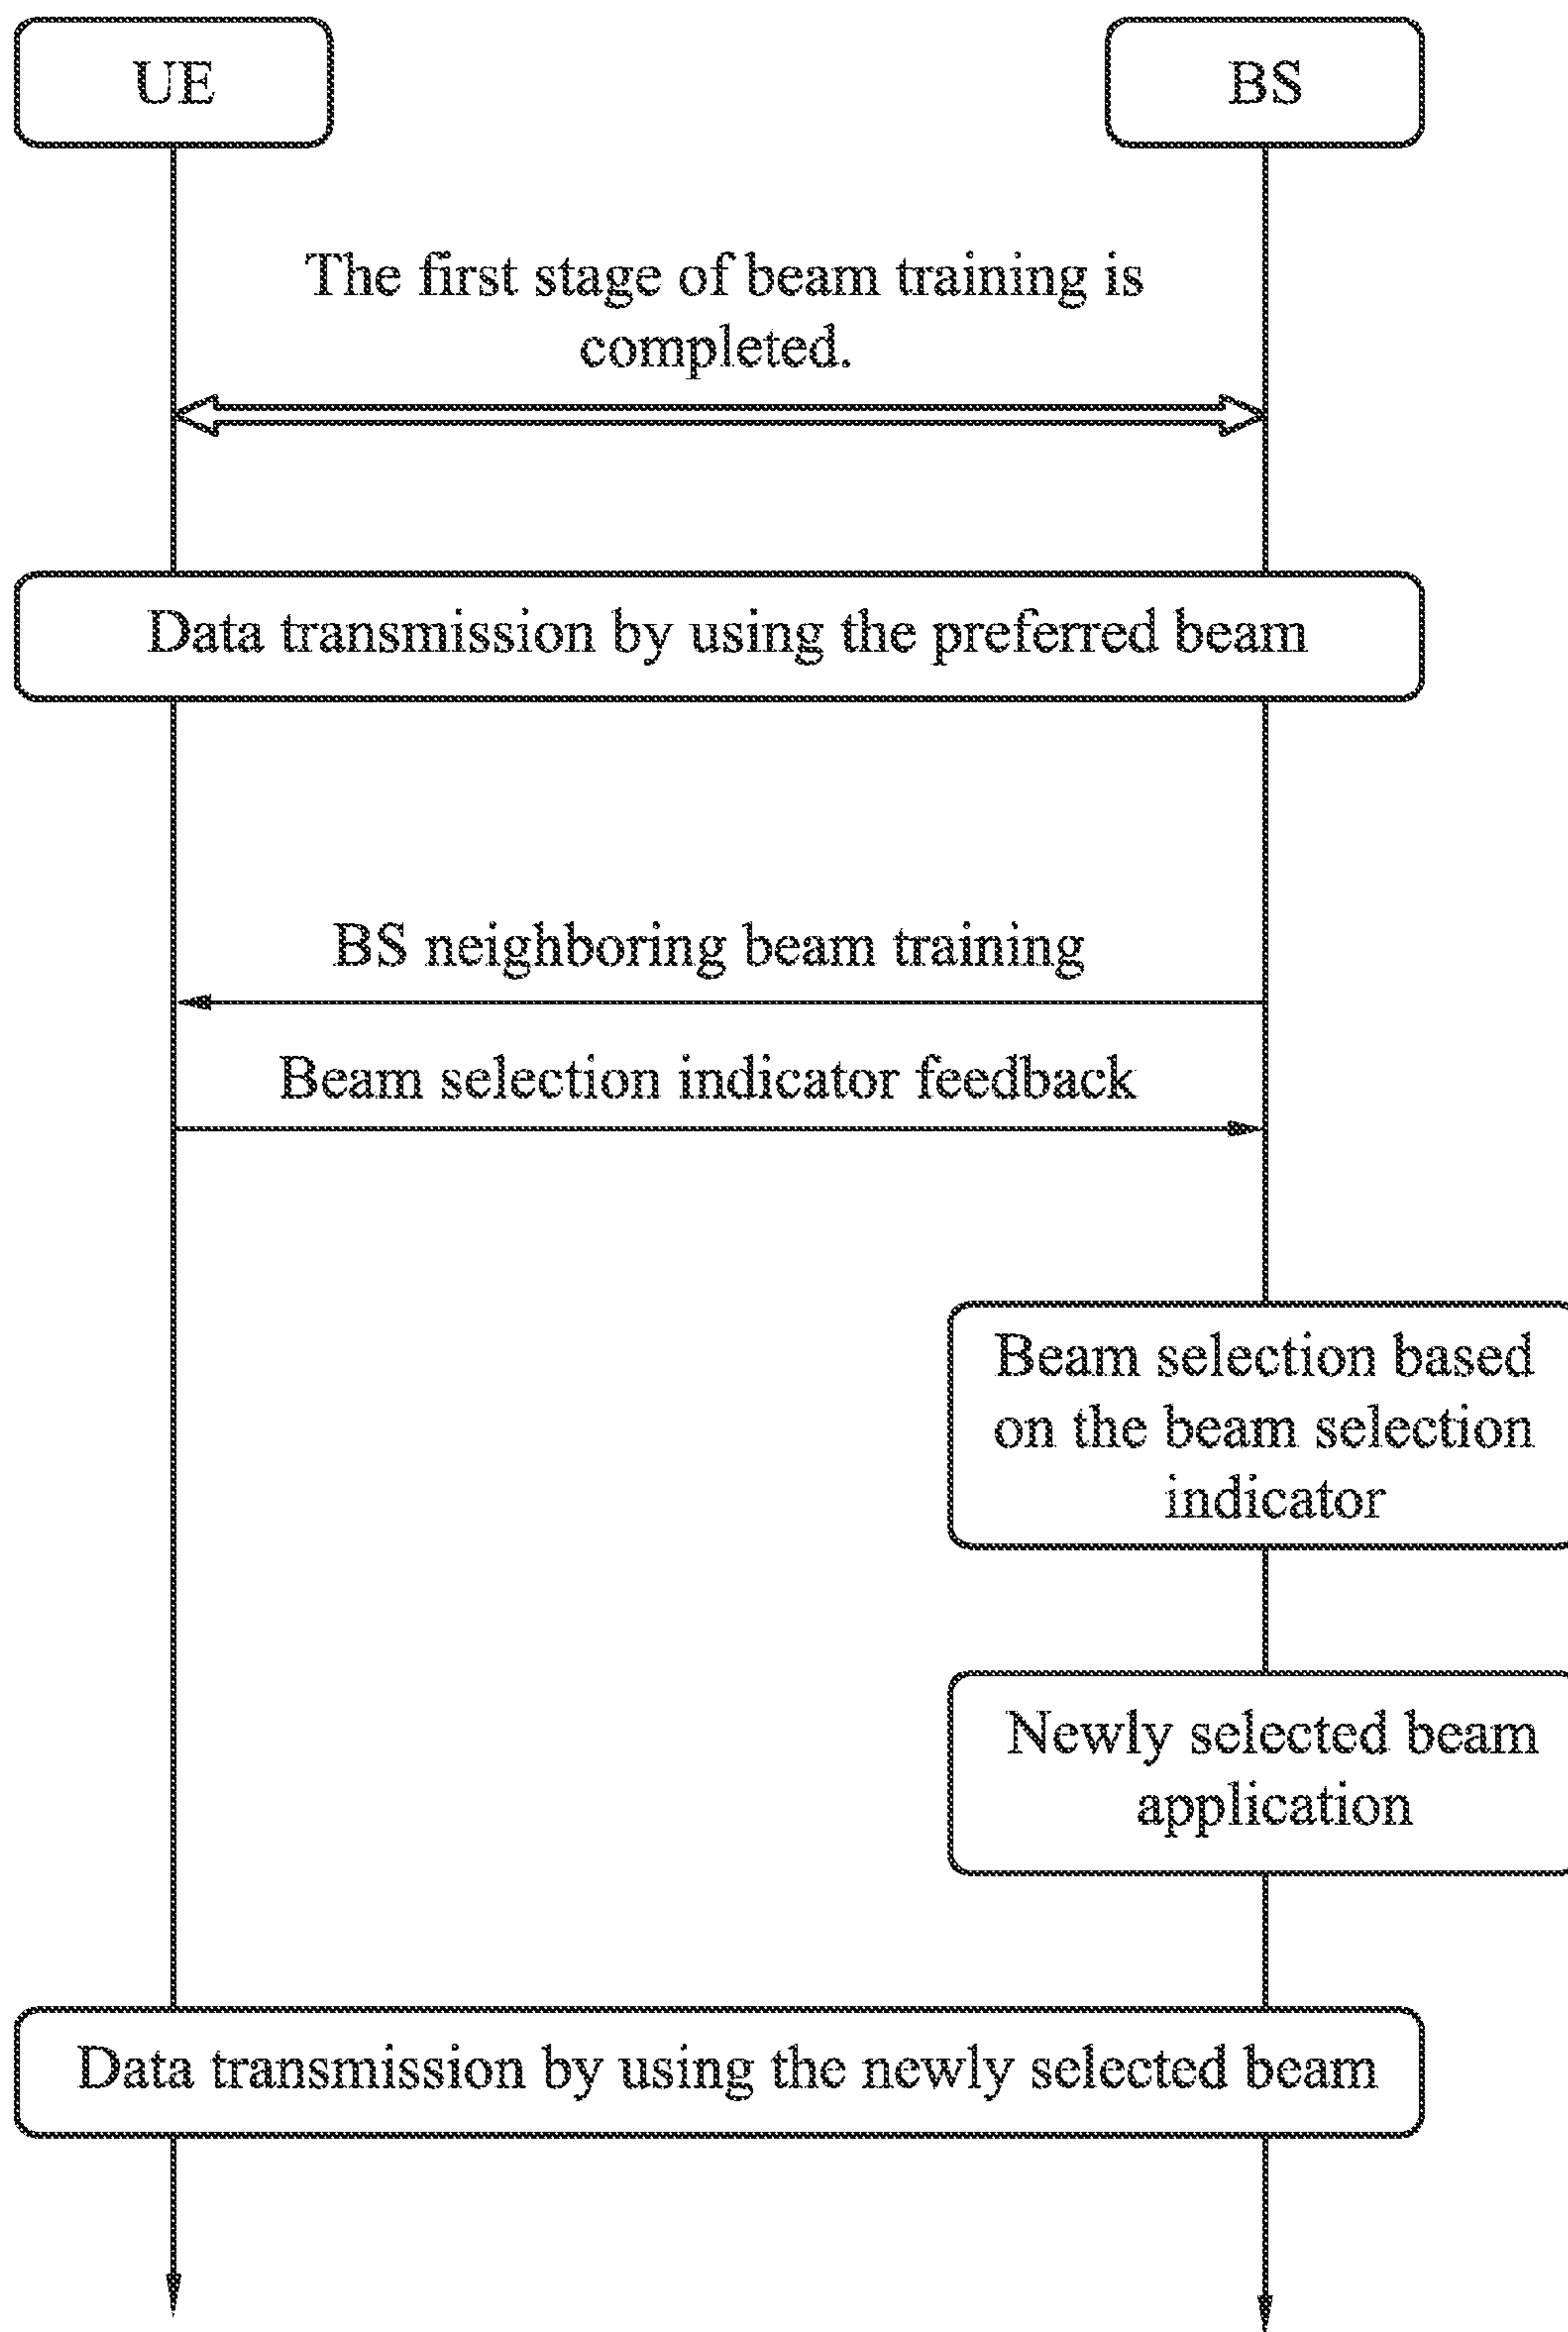 UE
BS
The first stage of beam training is
completed.
Data transmission by using the preferred beam
BS neighboring beam training
Beam selection indicator feedback
Beam selection based
on the beam selection
indicator
Newly selected beam
application
Data transmission by using the newly selected beam